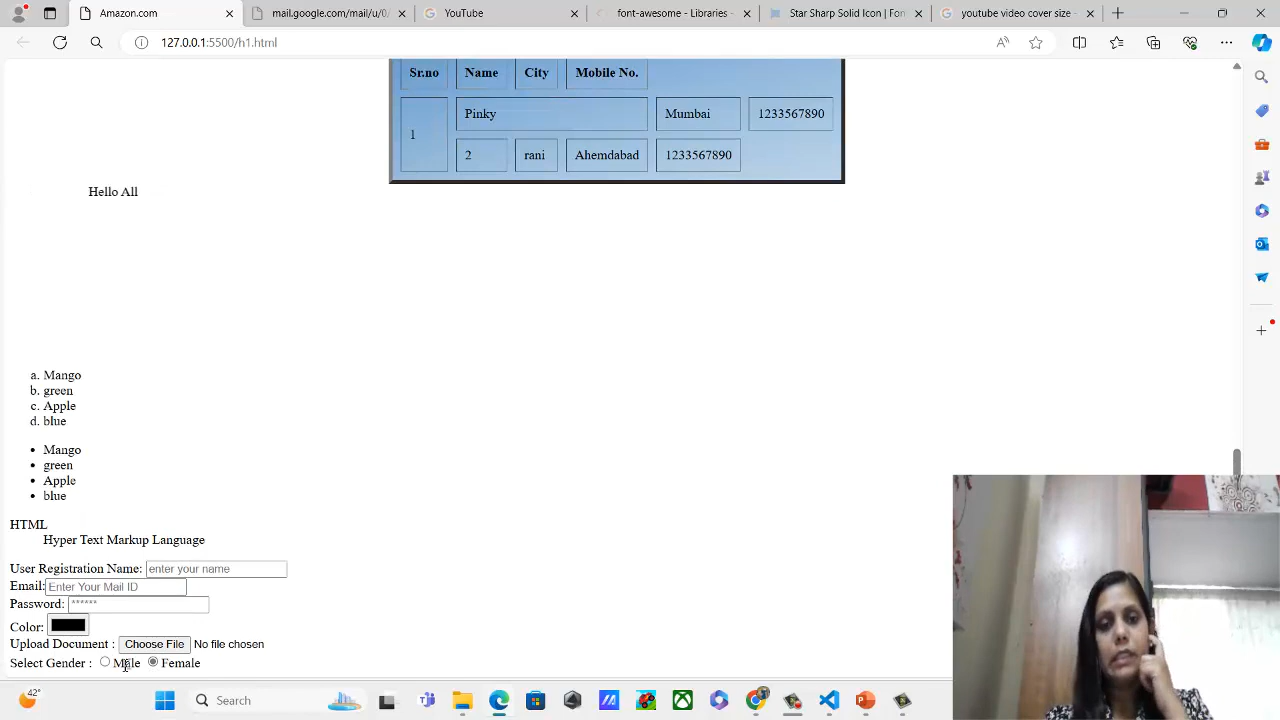 Amazon.com
mail.google.com/mail/u/0/
YouTube
font-awesome - Libraries -
Star Sharp Solid Icon | Font
youtube video cover size -
127.0.0.1:5500/h1.html
Sr.no Name City Mobile No.
1 Pinky Mumbai 1233567890
2 rani Ahemdabad 1233567890
Hello All
a. Mango
b. green
c. Apple
d. blue
• Mango
• green
• Apple
• blue
HTML
Hyper Text Markup Language
User Registration Name: enter your name
Email: Enter Your Mail ID
Password: ******
Color:
Upload Document : Choose File No file chosen
Select Gender : Male Female
42°
Search